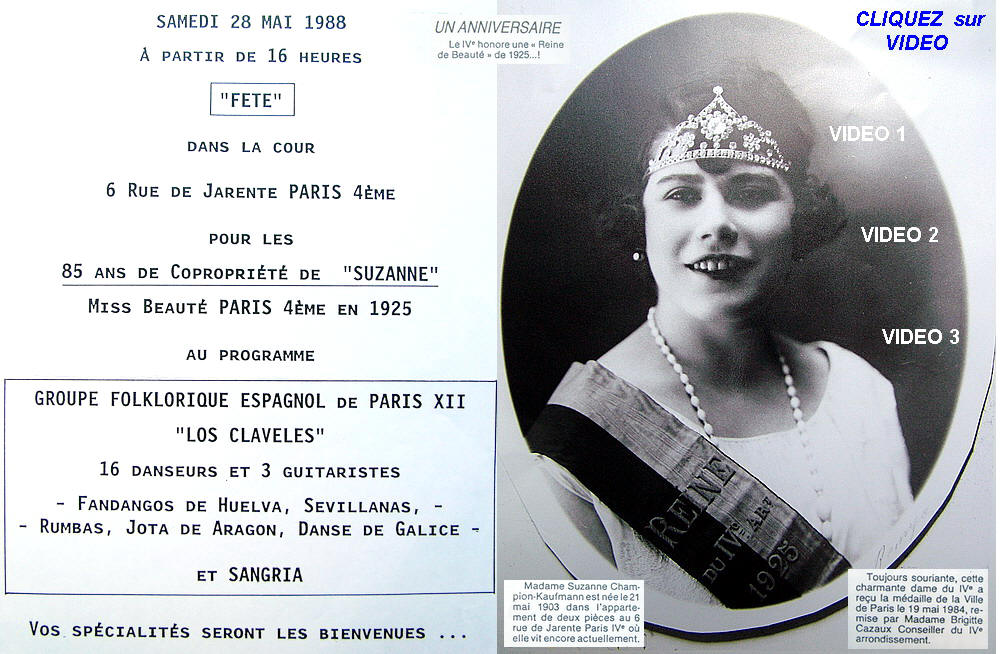 SAMEDI 28 MAI 1988
À PARTIR DE 16 HEURES
"FETE"
DANS LA COUR
6 RUE DE JARENTE PARIS 4ÈME
POUR LES
85 ANS DE COPROPRIÉTÉ DE "SUZANNE"
MISS BEAUTÉ PARIS 4ÈME EN 1925
AU PROGRAMME
GROUPE FOLKLORIQUE ESPAGNOL DE PARIS XII
"LOS CLAVELES"
16 DANSEURS ET 3 GUITARISTES
- FANDANGOS DE HUELVA, SEVILLANAS, -
- RUMBAS, JOTA DE ARAGON, DANSE DE GALICE -
ET SANGRIA
VOS SPÉCIALITÉS SERONT LES BIENVENUES ...
UN ANNIVERSAIRE
Le IVe honore une « Reine
de Beauté » de 1925...!
CLIQUEZ sur
VIDEO
VIDEO 1
VIDEO 2
VIDEO 3
REINE
DU IVe ARt
1925
Madame Suzanne Cham-
pion-Kaufmann est née le 21
mai 1903 dans l'apparte-
ment de deux pièces au 6
rue de Jarente Paris IVe où
elle vit encore actuellement.
Toujours souriante, cette
charmante dame du IVe a
reçu la médaille de la Ville
de Paris le 19 mai 1984, re-
mise par Madame Brigitte
Cazaux Conseiller du IVe
arrondissement.